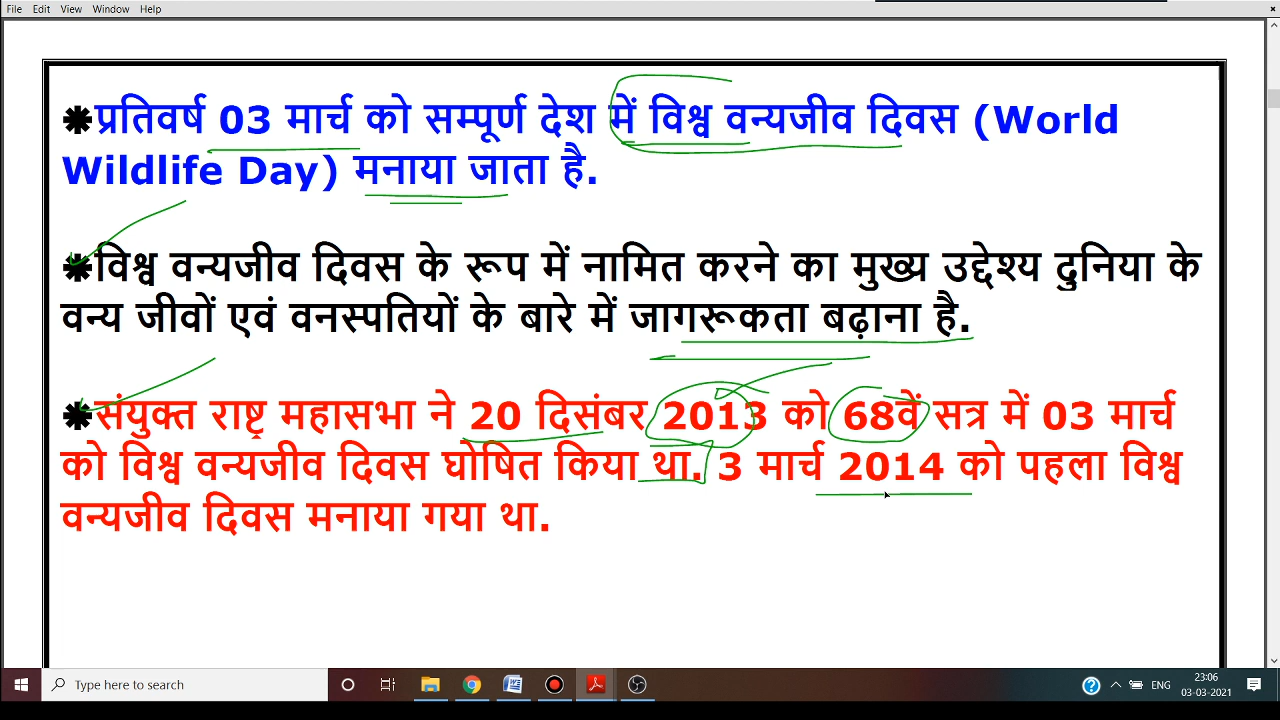 File Edit View Window Help
✱प्रतिवर्ष 03 मार्च को सम्पूर्ण देश में विश्व वन्यजीव दिवस (World
Wildlife Day) मनाया जाता है.
✱विश्व वन्यजीव दिवस के रूप में नामित करने का मुख्य उद्देश्य दुनिया के
वन्य जीवों एवं वनस्पतियों के बारे में जागरूकता बढ़ाना है.
✱संयुक्त राष्ट्र महासभा ने 20 दिसंबर 2013 को 68वें सत्र में 03 मार्च
को विश्व वन्यजीव दिवस घोषित किया था. 3 मार्च 2014 को पहला विश्व
वन्यजीव दिवस मनाया गया था.
Type here to search
ENG
23:06
03-03-2021